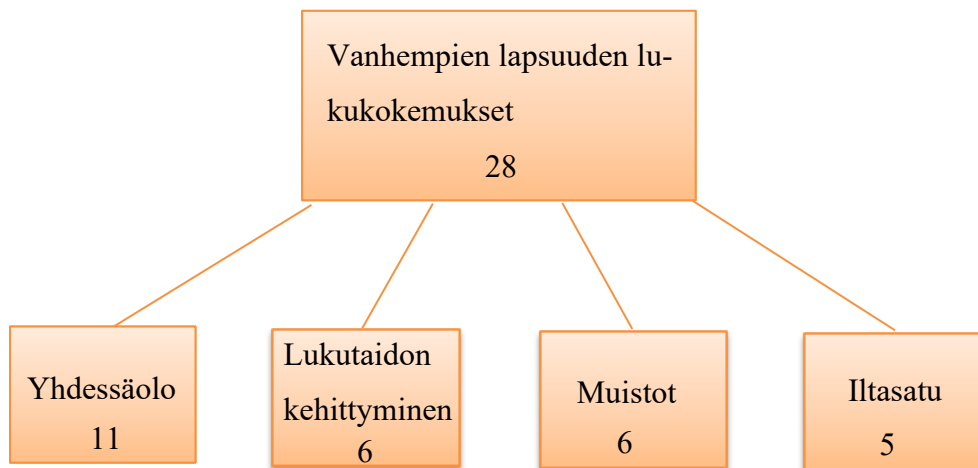 Vanhempien lapsuuden lu-
kukokemukset
28
Yhdessäolo
11
Lukutaidon
kehittyminen
6
Muistot
6
Iltasatu
5